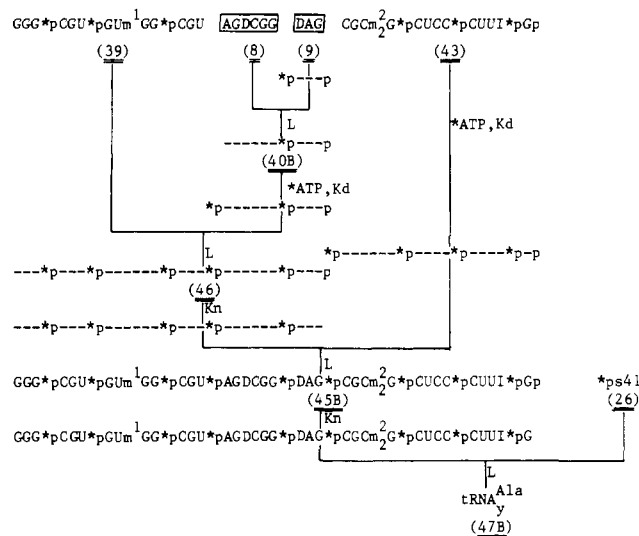 GGG*pCGU*pGUm¹GG*pCGU AGDCGG DAG CGCm²₂G*pCUCC*pCUUI*pGp
(39) (8) (9) (43)
*p----p
L
*ATP,Kd
------*p---p
(40B)
*ATP,Kd
*p------*p---p
L
*p----*p----*p---*p-p
---*p---*p------*p---*p------*p---p
(46)
Kn
---*p---*p------*p---*p------*p---
L
GGG*pCGU*pGUm¹GG*pCGU*pAGDCGG*pDAG*pCGCm²₂G*pCUCC*pCUUI*pGp *ps41
(45B) (26)
Kn
GGG*pCGU*pGUm¹GG*pCGU*pAGDCGG*pDAG*pCGCm²₂G*pCUCC*pCUUI*pG
L
tRNA Ala y
(47B)